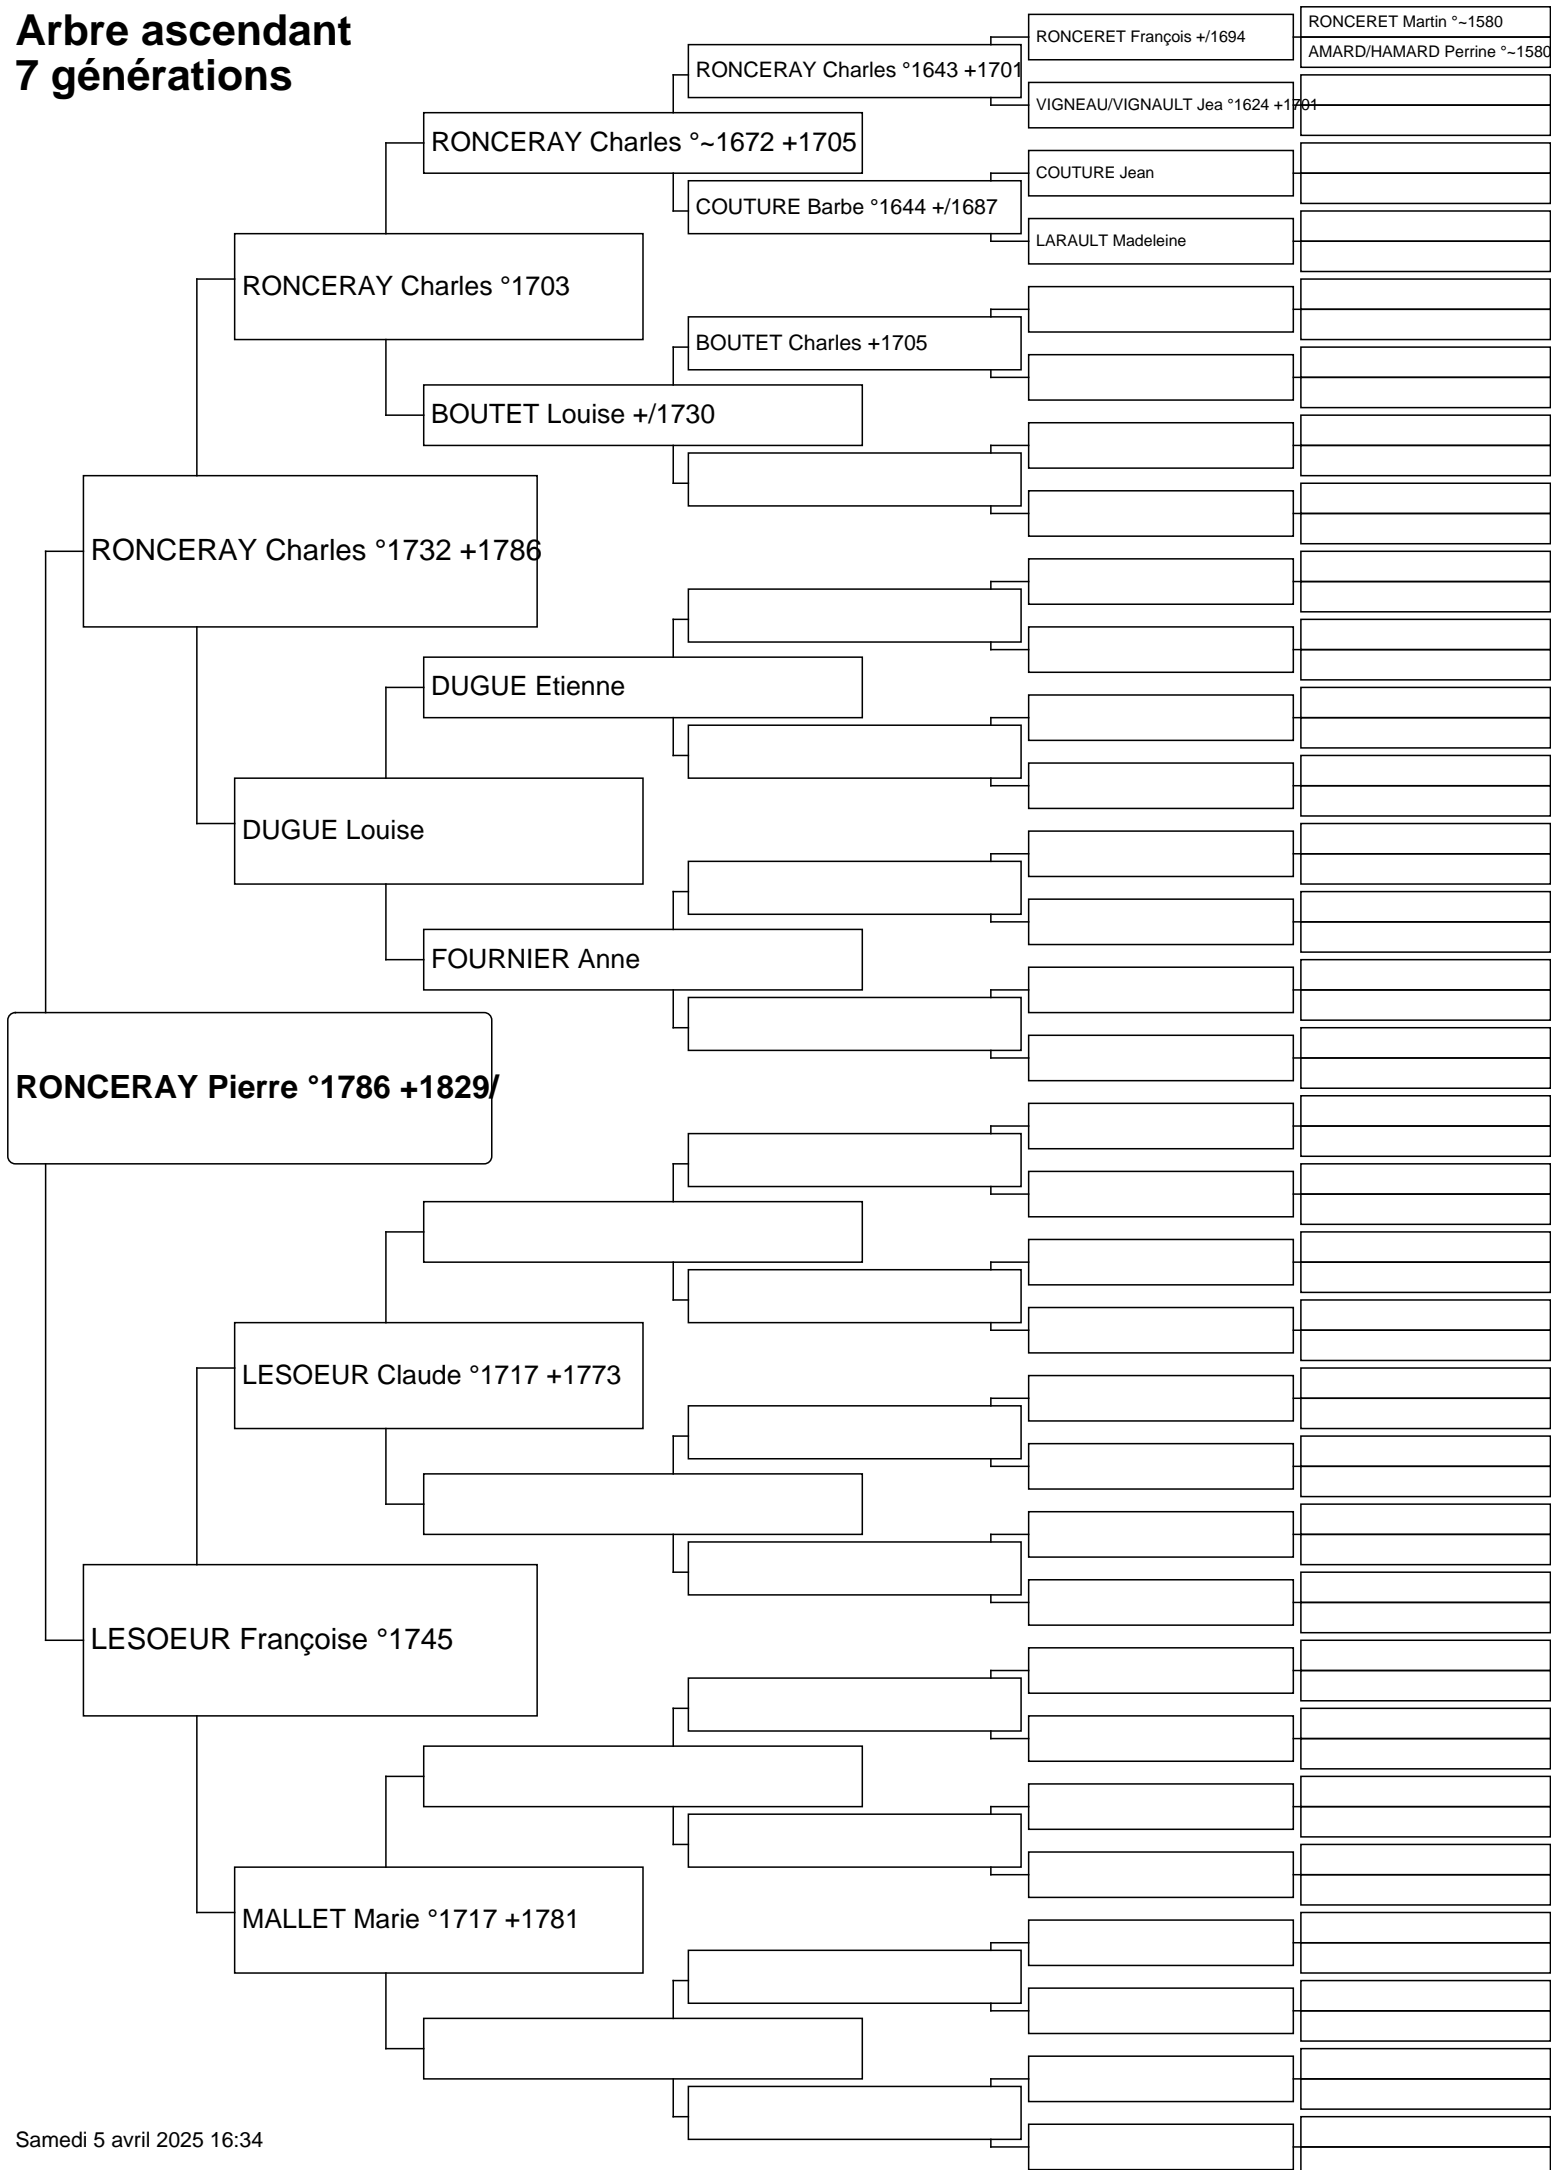 Arbre ascendant
7 générations
RONCERET Martin °~1580
RONCERET François +/1694
AMARD/HAMARD Perrine °~1580
RONCERAY Charles °1643 +1701
VIGNEAU/VIGNAULT Jea °1624 +1701
RONCERAY Charles °~1672 +1705
COUTURE Jean
COUTURE Barbe °1644 +/1687
LARAULT Madeleine
RONCERAY Charles °1703
BOUTET Charles +1705
BOUTET Louise +/1730
RONCERAY Charles °1732 +1786
DUGUE Etienne
DUGUE Louise
FOURNIER Anne
RONCERAY Pierre °1786 +1829/
LESOEUR Claude °1717 +1773
LESOEUR Françoise °1745
MALLET Marie °1717 +1781
Samedi 5 avril 2025 16:34